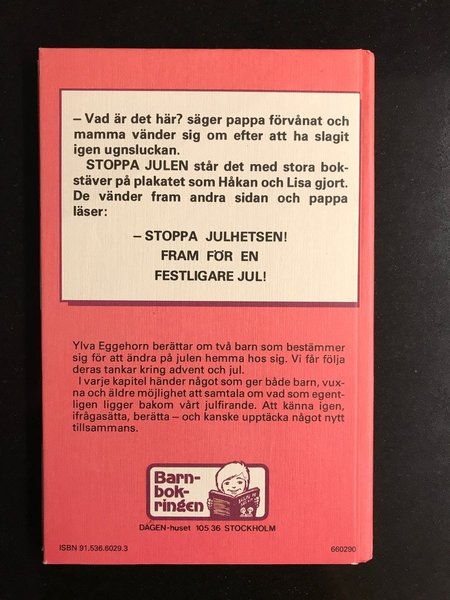 – Vad är det här? säger pappa förvånat och
mamma vänder sig om efter att ha slagit
igen ugnsluckan.
STOPPA JULEN står det med stora bok-
stäver på plakatet som Håkan och Lisa gjort.
De vänder fram andra sidan och pappa
läser:
– STOPPA JULHETSEN!
FRAM FÖR EN
FESTLIGARE JUL!
Ylva Eggehorn berättar om två barn som bestämmer
sig för att ändra på julen hemma hos sig. Vi får följa
deras tankar kring advent och jul.
I varje kapitel händer något som ger både barn, vux-
na och äldre möjlighet att samtala om vad som egent-
ligen ligger bakom vårt julfirande. Att känna igen,
ifrågasätta, berätta – och kanske upptäcka något nytt
tillsammans.
Barn-
bok-
ringen
DAGEN-huset 105 36 STOCKHOLM
ISBN 91.536.6029.3
660290